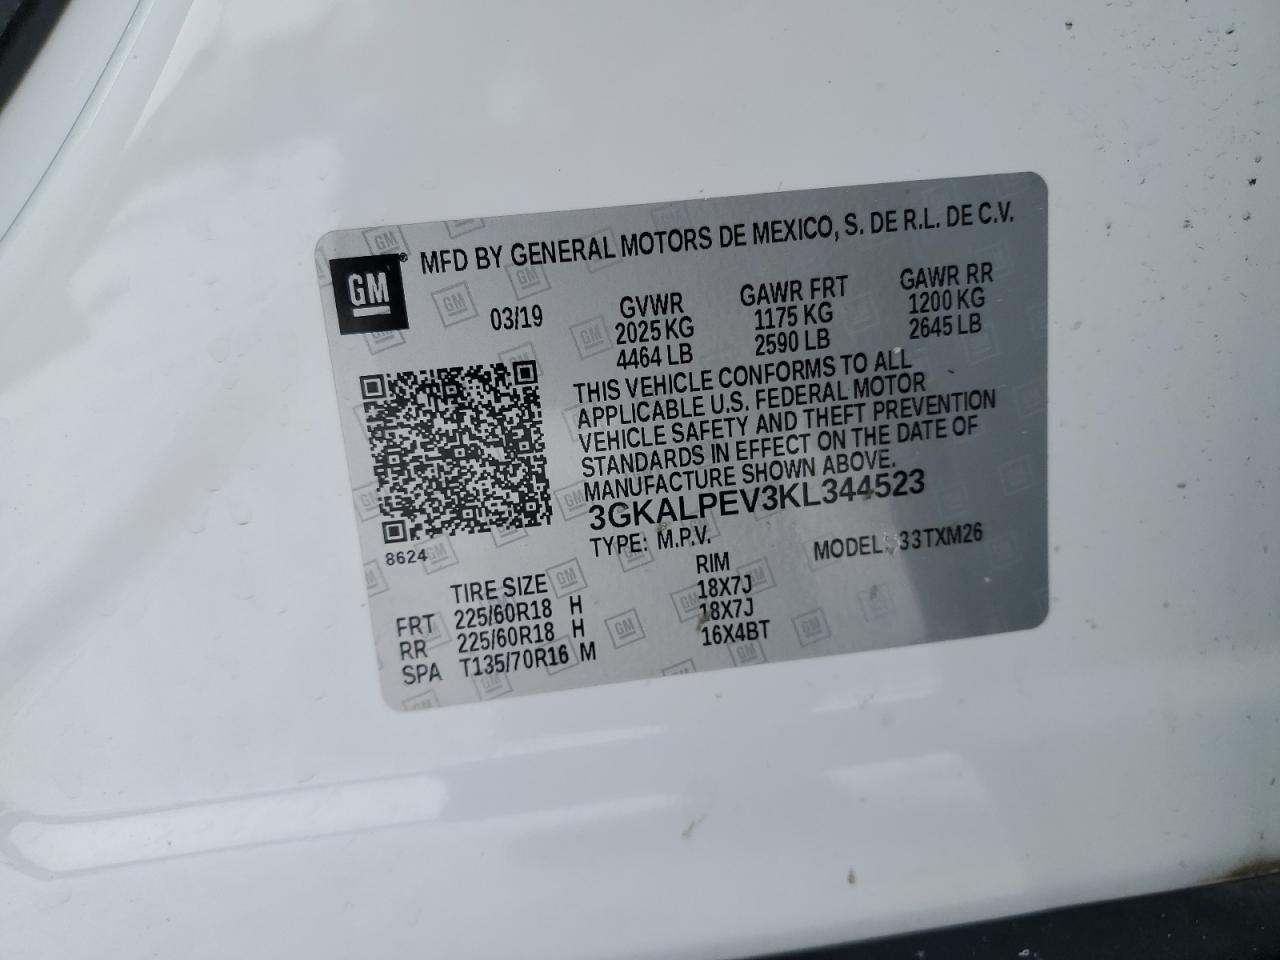 MFD BY GENERAL MOTORS DE MEXICO, S. DE R.L. DE C.V.
GM®
03/19
GVWR GAWR FRT GAWR RR
2025 KG 1175 KG 1200 KG
4464 LB 2590 LB 2645 LB
THIS VEHICLE CONFORMS TO ALL
APPLICABLE U.S. FEDERAL MOTOR
VEHICLE SAFETY AND THEFT PREVENTION
STANDARDS IN EFFECT ON THE DATE OF
MANUFACTURE SHOWN ABOVE.
3GKALPEV3KL344523
TYPE: M.P.V. MODEL: 33TXM26
8624
TIRE SIZE RIM
FRT 225/60R18 H 18X7J
RR 225/60R18 H 18X7J
SPA T135/70R16 M 16X4BT